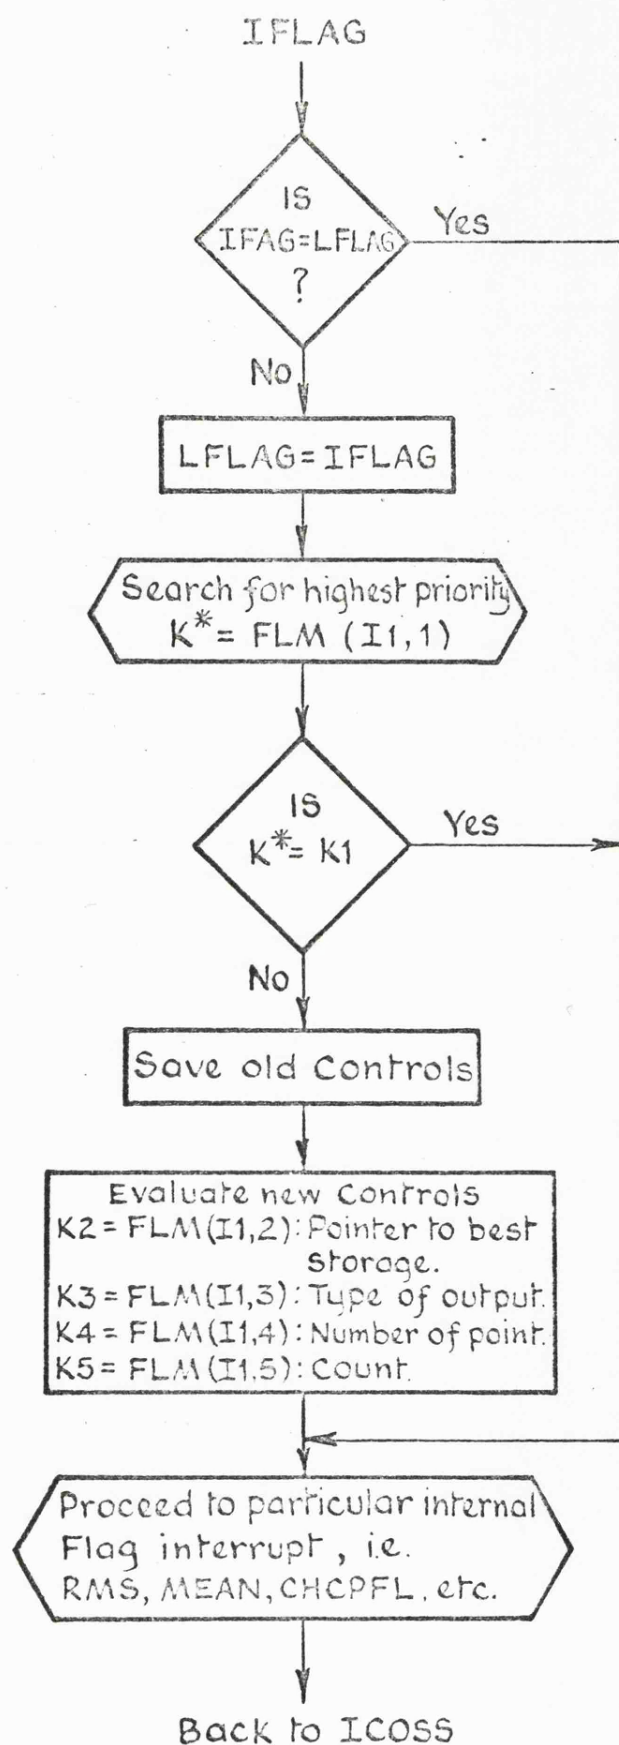 IFLAG
IS
IFAG=LFLAG
?
Yes
No
LFLAG=IFLAG
Search for highest priority
K*= FLM (I1,1)
IS
K*= K1
Yes
No
Save old Controls
Evaluate new Controls
K2=FLM(I1,2): Pointer to best
storage.
K3=FLM(I1,3): Type of output.
K4=FLM(I1,4): Number of point.
K5=FLM(I1,5): Count.
Proceed to particular internal
Flag interrupt, i.e.
RMS, MEAN, CHCPFL, etc.
Back to ICOSS